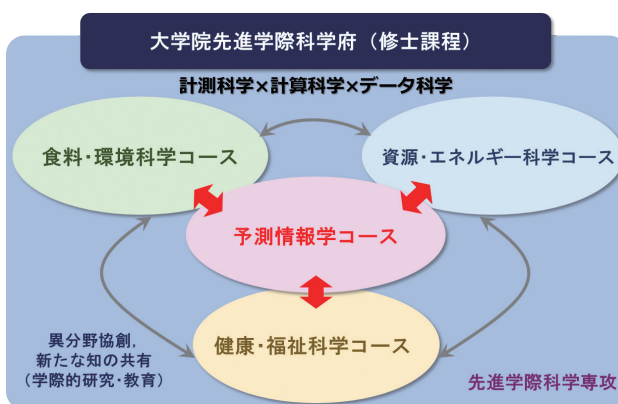 大学院先進学際科学府（修士課程）
計測科学×計算科学×データ科学
食料・環境科学コース
資源・エネルギー科学コース
予測情報学コース
健康・福祉科学コース
異分野協創,
新たな知の共有
（学際的研究・教育）
先進学際科学専攻